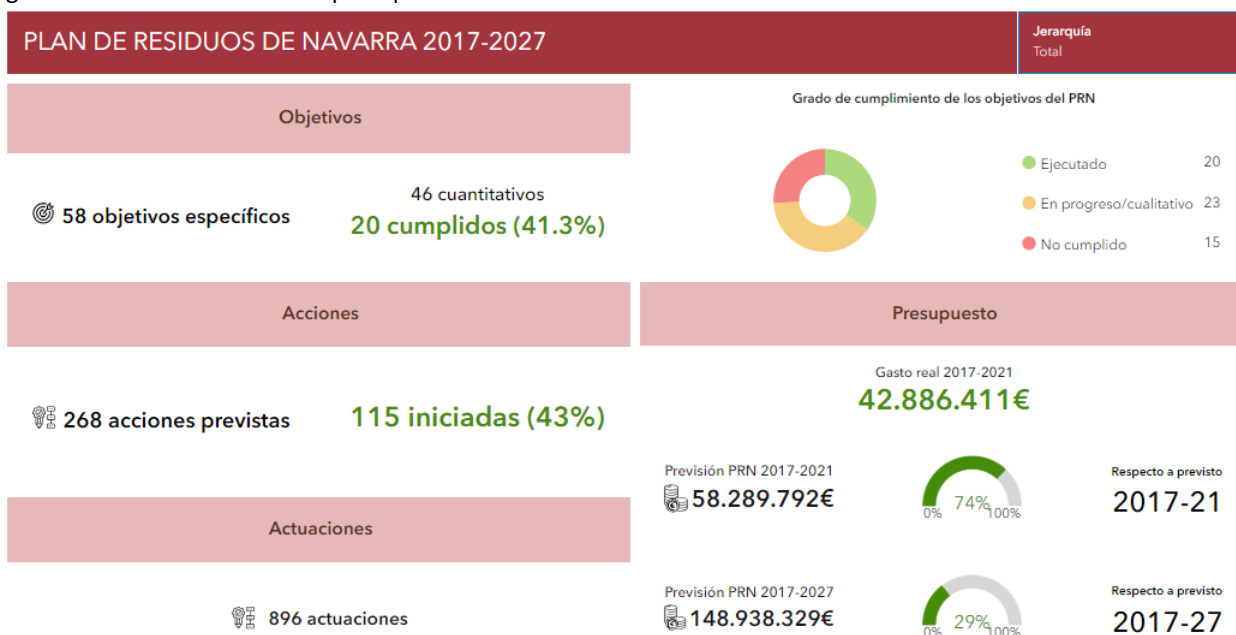 PLAN DE RESIDUOS DE NAVARRA 2017-2027
Jerarquía
Total
Objetivos
58 objetivos específicos
46 cuantitativos
20 cumplidos (41.3%)
Grado de cumplimiento de los objetivos del PRN
Ejecutado 20
En progreso/cualitativo 23
No cumplido 15
Acciones
268 acciones previstas
115 iniciadas (43%)
Presupuesto
Gasto real 2017-2021
42.886.411€
Previsión PRN 2017-2021
58.289.792€
74%
0% 100%
Respecto a previsto
2017-21
Actuaciones
896 actuaciones
Previsión PRN 2017-2027
148.938.329€
29%
0% 100%
Respecto a previsto
2017-27